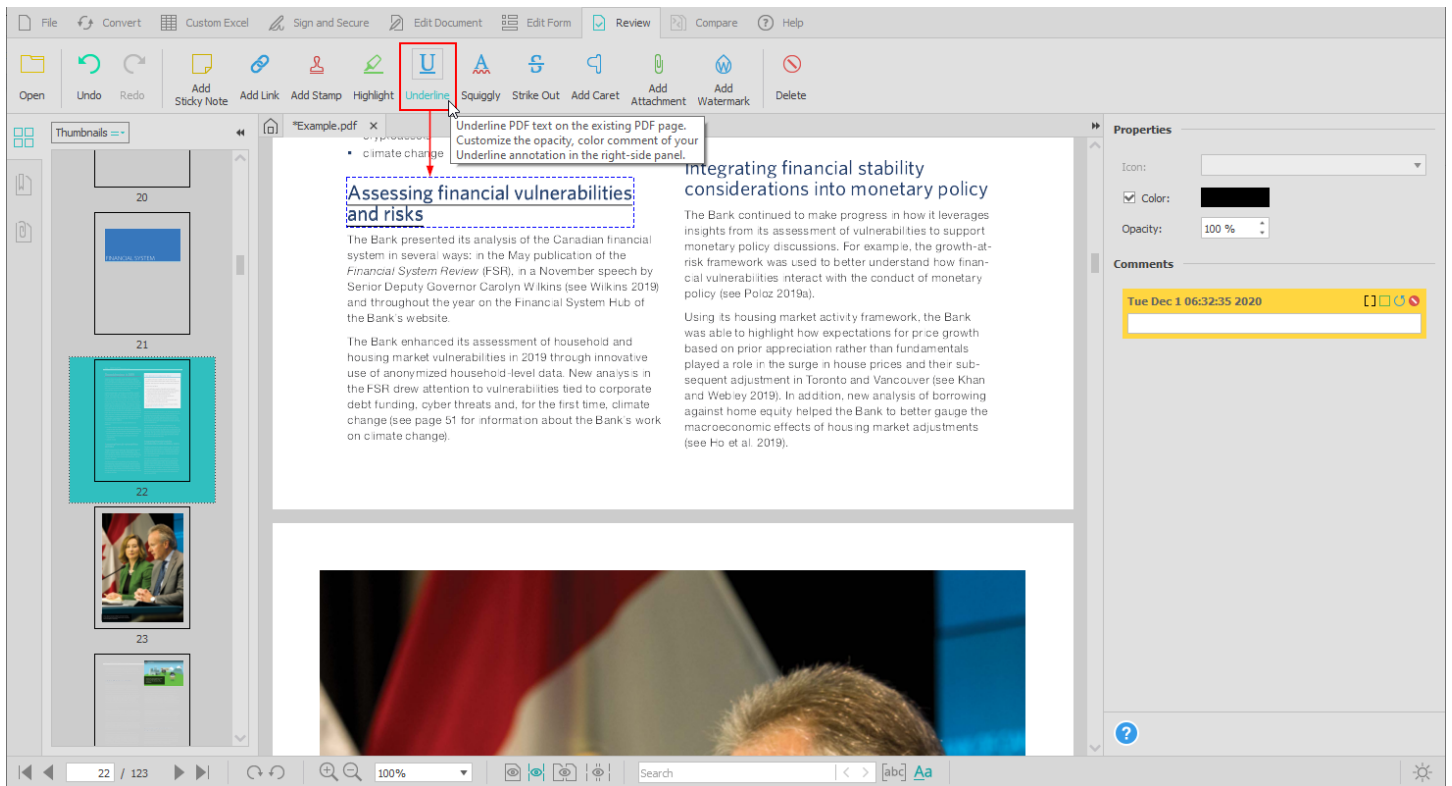 File Convert Custom Excel Sign and Secure Edit Document Edit Form Review Compare Help
Open Undo Redo Add Sticky Note Add Link Add Stamp Highlight Underline Squiggly Strike Out Add Caret Add Attachment Add Watermark Delete
Thumbnails
*Example.pdf
Underline PDF text on the existing PDF page.
Customize the opacity, color comment of your
Underline annotation in the right-side panel.
20
FINANCIAL SYSTEM
21
22
23
• climate change
Assessing financial vulnerabilities
and risks
The Bank presented its analysis of the Canadian financial
system in several ways: in the May publication of the
Financial System Review (FSR), in a November speech by
Senior Deputy Governor Carolyn Wilkins (see Wilkins 2019)
and throughout the year on the Financial System Hub of
the Bank's website.
The Bank enhanced its assessment of household and
housing market vulnerabilities in 2019 through innovative
use of anonymized household-level data. New analysis in
the FSR drew attention to vulnerabilities tied to corporate
debt funding, cyber threats and, for the first time, climate
change (see page 51 for information about the Bank's work
on climate change).
Integrating financial stability
considerations into monetary policy
The Bank continued to make progress in how it leverages
insights from its assessment of vulnerabilities to support
monetary policy discussions. For example, the growth-at-
risk framework was used to better understand how finan-
cial vulnerabilities interact with the conduct of monetary
policy (see Poloz 2019a).
Using its housing market activity framework, the Bank
was able to highlight how expectations for price growth
based on prior appreciation rather than fundamentals
played a role in the surge in house prices and their sub-
sequent adjustment in Toronto and Vancouver (see Khan
and Webley 2019). In addition, new analysis of borrowing
against home equity helped the Bank to better gauge the
macroeconomic effects of housing market adjustments
(see Ho et al. 2019).
Properties
Icon:
Color:
Opacity: 100 %
Comments
Tue Dec 1 06:32:35 2020
22 / 123
100%
Search
[abc] Aa